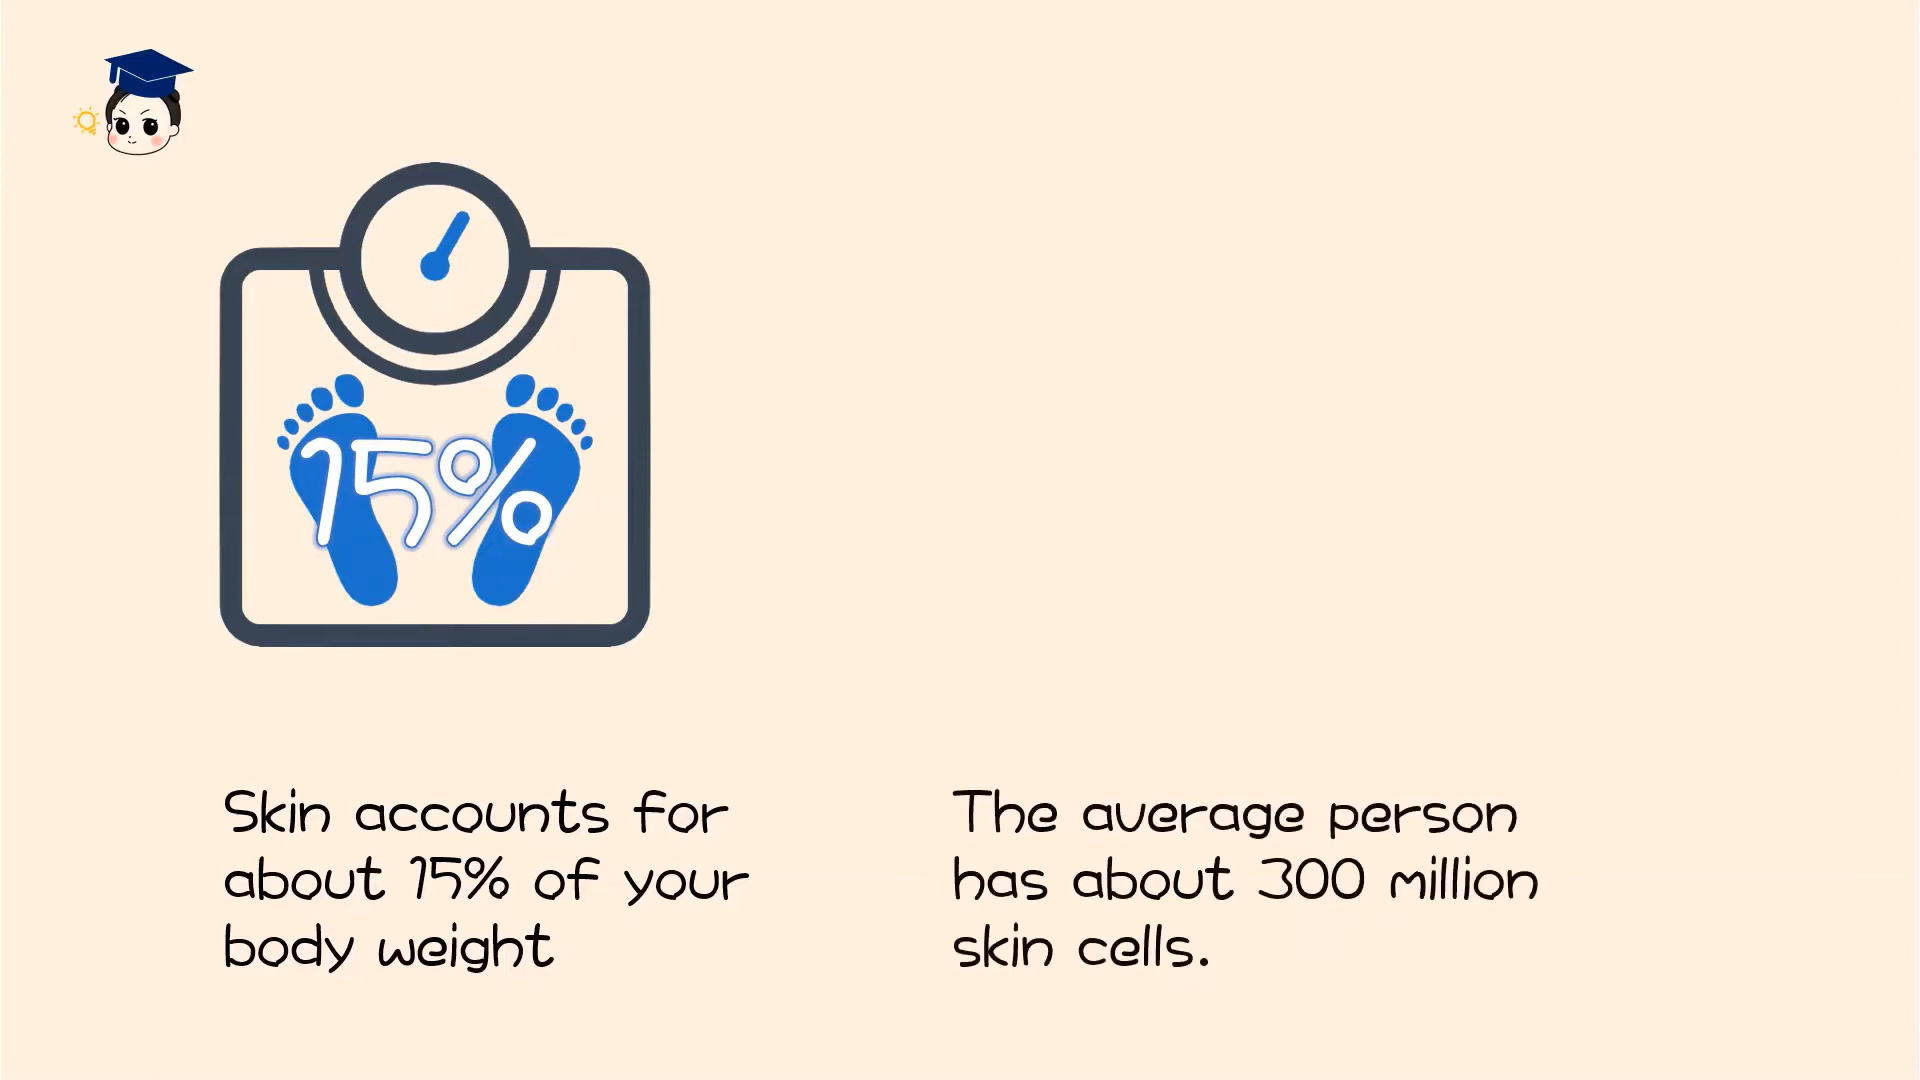 15%
Skin accounts for
about 15% of your
body weight
The average person
has about 300 million
skin cells.